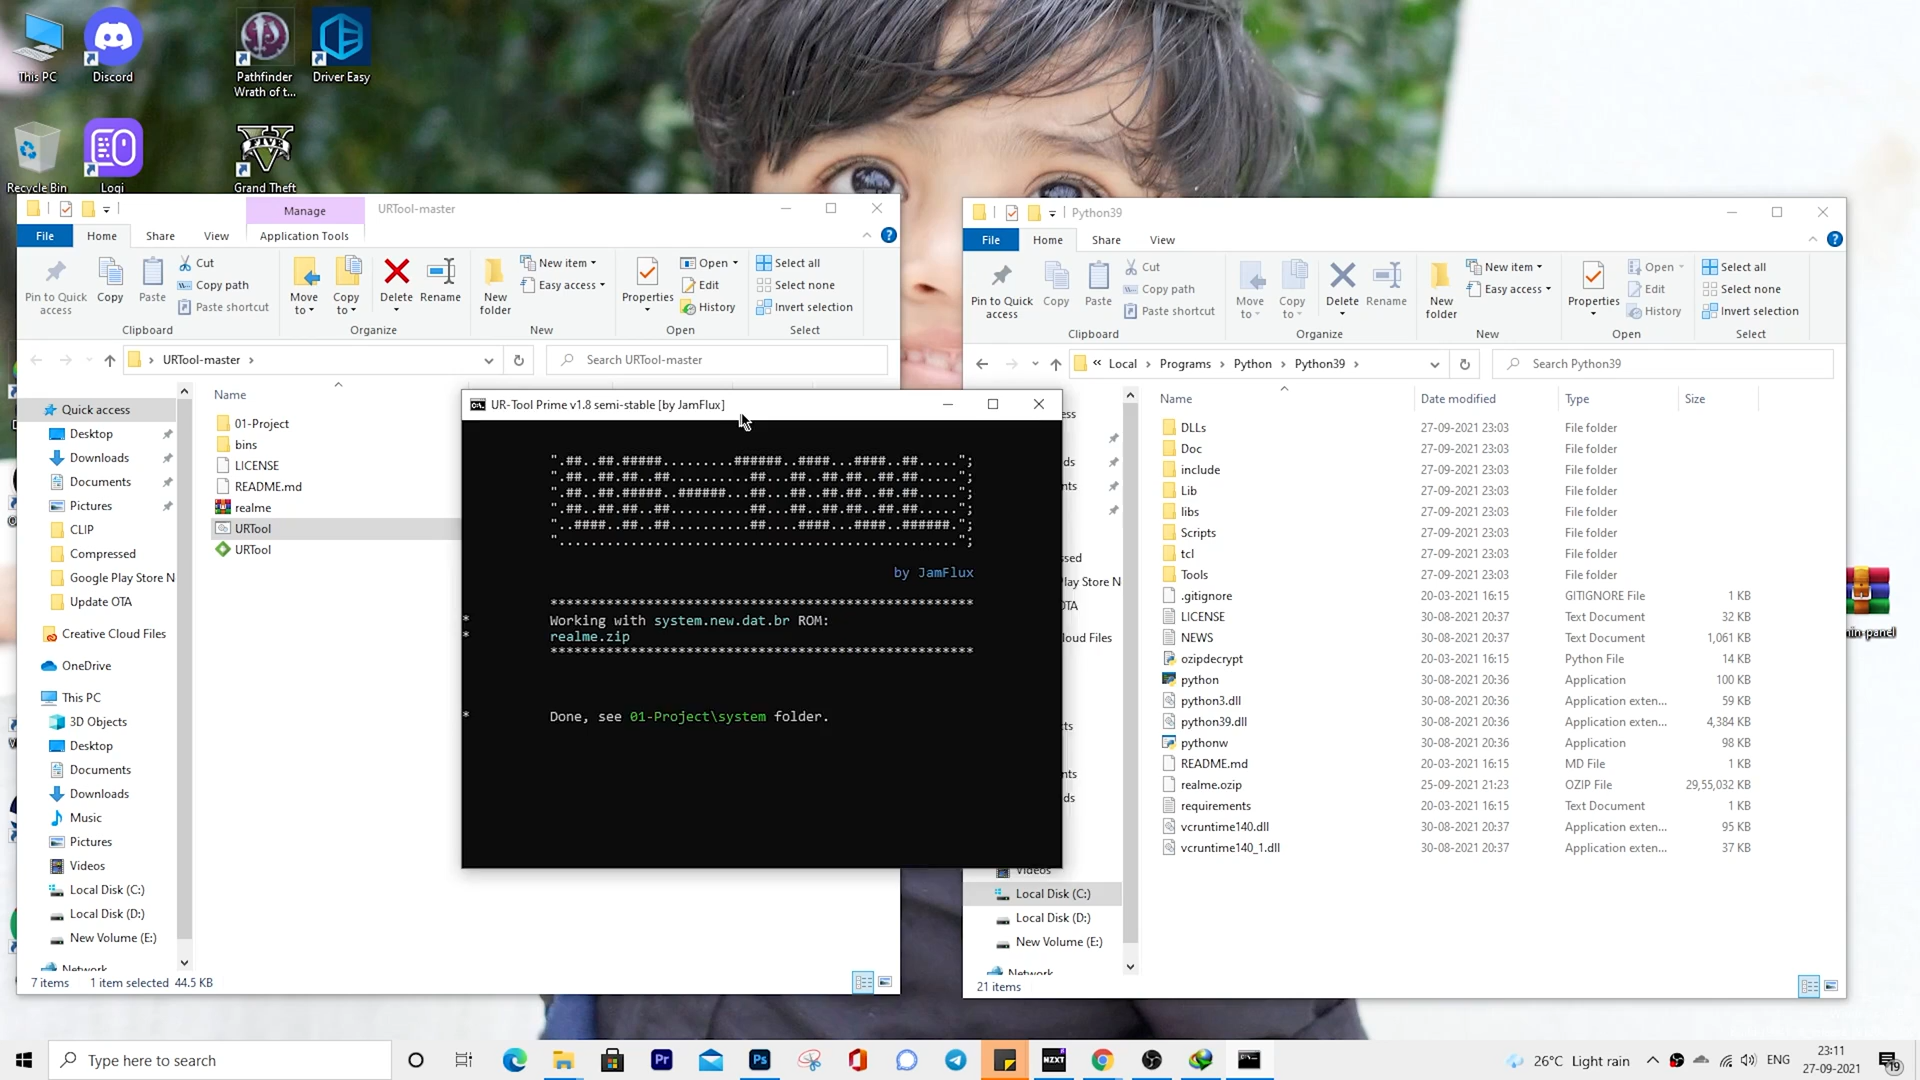 This PC
Discord
Pathfinder
Wrath of t...
Driver Easy
Recycle Bin
Logi
Grand Theft
Manage
URTool-master
File
Home
Share
View
Application Tools
Pin to Quick
access
Copy
Paste
Cut
Copy path
Paste shortcut
Clipboard
Move
to
Copy
to
Delete
Rename
Organize
New
folder
New item
Easy access
New
Properties
Open
Edit
History
Open
Select all
Select none
Invert selection
Select
URTool-master
Search URTool-master
Quick access
Desktop
Downloads
Documents
Pictures
CLIP
Compressed
Google Play Store N
Update OTA
Creative Cloud Files
OneDrive
This PC
3D Objects
Desktop
Documents
Downloads
Music
Pictures
Videos
Local Disk (C:)
Local Disk (D:)
New Volume (E:)
Network
Name
01-Project
bins
LICENSE
README.md
realme
URTool
URTool
7 items
1 item selected 44.5 KB
UR-Tool Prime v1.8 semi-stable [by JamFlux]
".##..##.#####.........######..####...####..##.....";
".##..##.##..##..........##...##..##.##..##.##.....";
".##..##.#####..######...##...##..##.##..##.##.....";
".##..##.##..##..........##...##..##.##..##.##.....";
"..####..##..##..........##....####...####..######.";
"..................................................";
by JamFlux
*****************************************************
* Working with system.new.dat.br ROM:
* realme.zip
*****************************************************
* Done, see 01-Project\system folder.
Python39
File
Home
Share
View
Pin to Quick
access
Copy
Paste
Cut
Copy path
Paste shortcut
Clipboard
Move
to
Copy
to
Delete
Rename
Organize
New
folder
New item
Easy access
New
Properties
Open
Edit
History
Open
Select all
Select none
Invert selection
Select
« Local
Programs
Python
Python39
Search Python39
ess
ds
nts
sed
lay Store N
OTA
loud Files
ts
nts
ds
Videos
Local Disk (C:)
Local Disk (D:)
New Volume (E:)
Network
Name Date modified Type Size
DLLs 27-09-2021 23:03 File folder
Doc 27-09-2021 23:03 File folder
include 27-09-2021 23:03 File folder
Lib 27-09-2021 23:03 File folder
libs 27-09-2021 23:03 File folder
Scripts 27-09-2021 23:03 File folder
tcl 27-09-2021 23:03 File folder
Tools 27-09-2021 23:03 File folder
.gitignore 20-03-2021 16:15 GITIGNORE File 1 KB
LICENSE 30-08-2021 20:37 Text Document 32 KB
NEWS 30-08-2021 20:37 Text Document 1,061 KB
ozipdecrypt 20-03-2021 16:15 Python File 14 KB
python 30-08-2021 20:36 Application 100 KB
python3.dll 30-08-2021 20:36 Application exten... 59 KB
python39.dll 30-08-2021 20:36 Application exten... 4,384 KB
pythonw 30-08-2021 20:36 Application 98 KB
README.md 20-03-2021 16:15 MD File 1 KB
realme.ozip 25-09-2021 21:23 OZIP File 29,55,032 KB
requirements 20-03-2021 16:15 Text Document 1 KB
vcruntime140.dll 30-08-2021 20:37 Application exten... 95 KB
vcruntime140_1.dll 30-08-2021 20:37 Application exten... 37 KB
21 items
min-panel
Type here to search
Pr
Ps
NZXT
26°C Light rain
ENG
23:11
27-09-2021
19